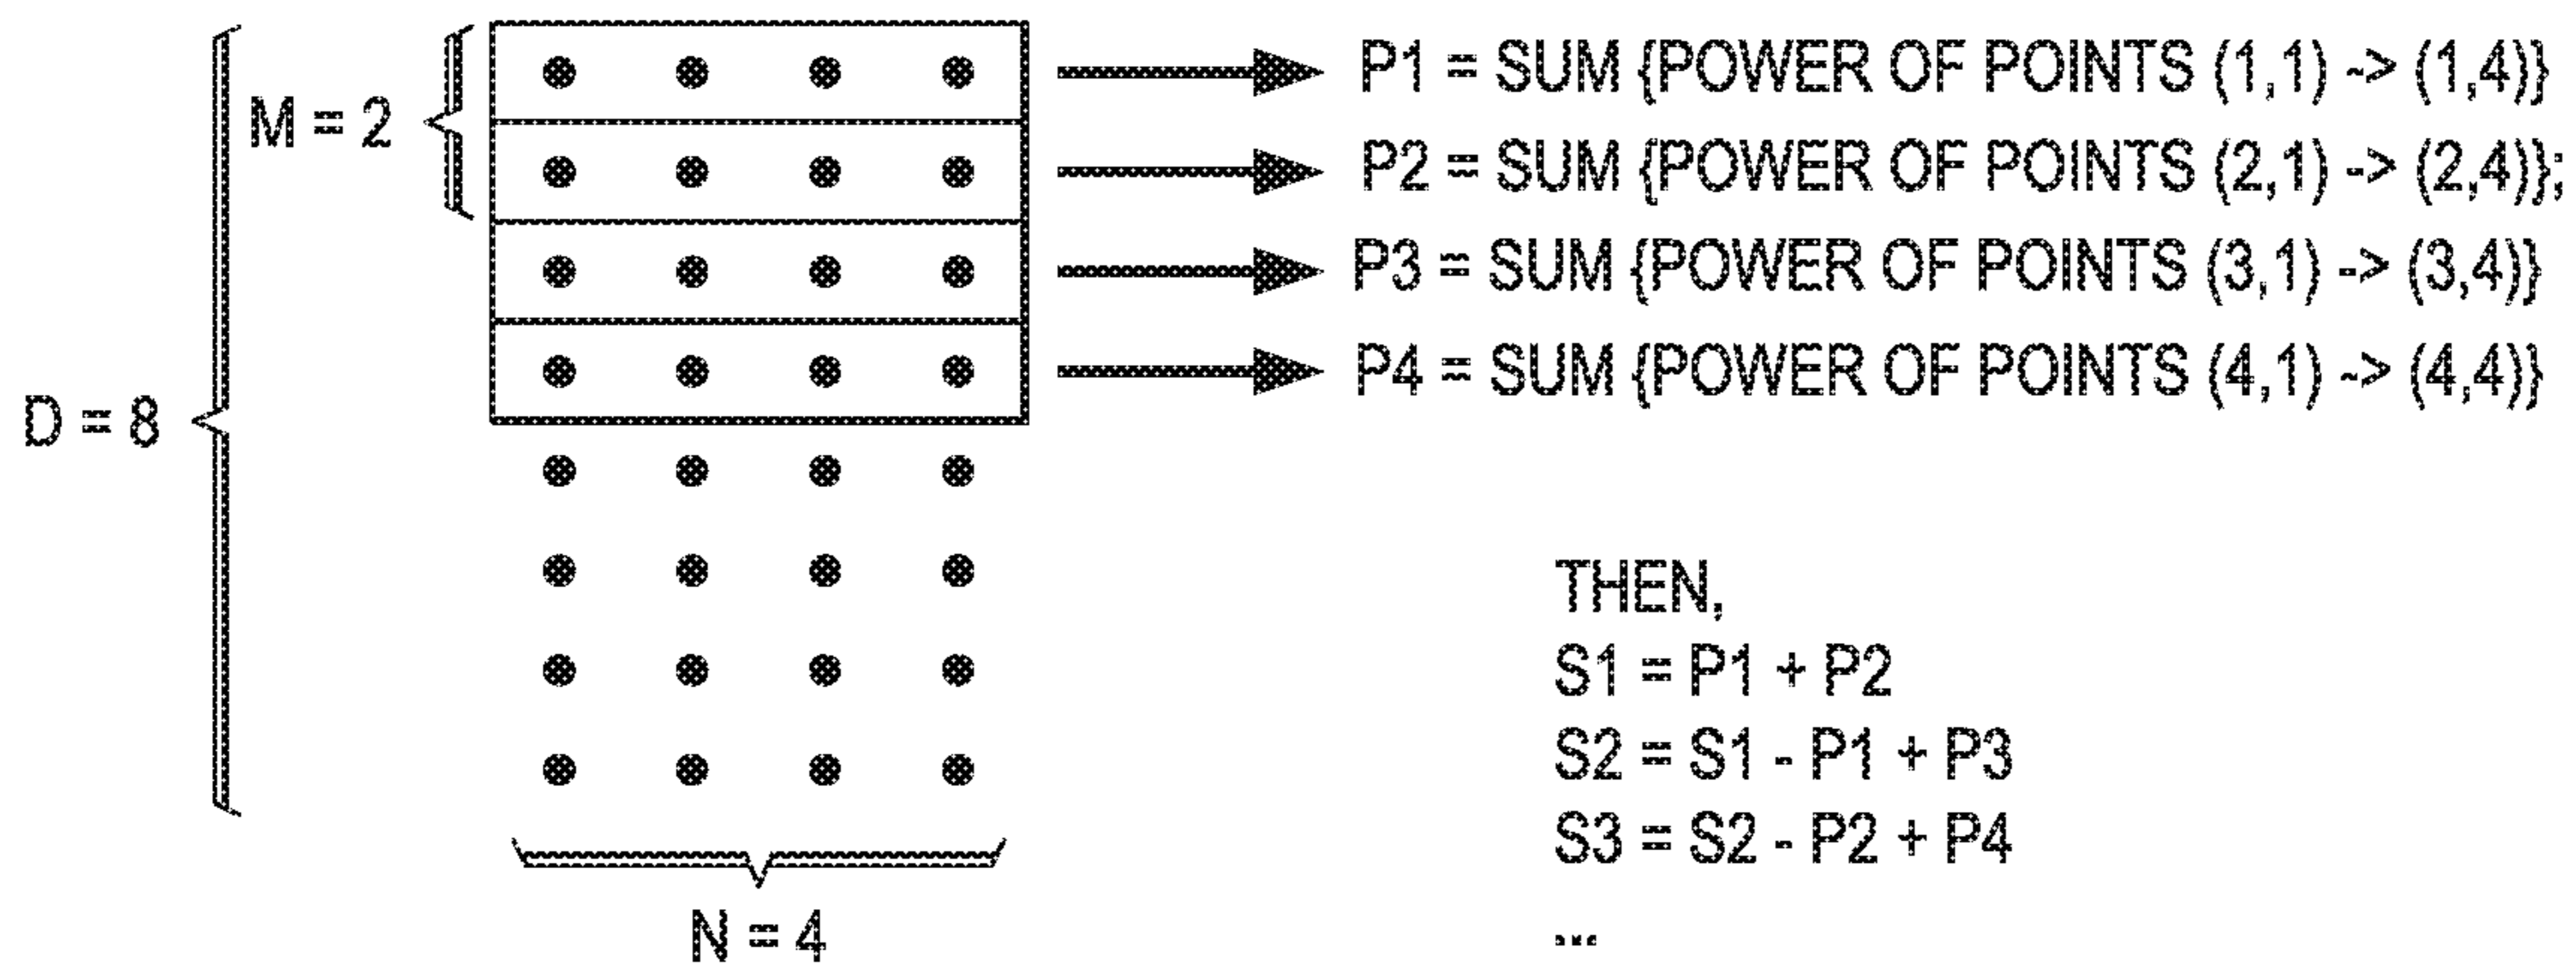 M = 2
D = 8
N = 4
P1 = SUM {POWER OF POINTS (1,1) -> (1,4)}
P2 = SUM {POWER OF POINTS (2,1) -> (2,4)};
P3 = SUM {POWER OF POINTS (3,1) -> (3,4)}
P4 = SUM {POWER OF POINTS (4,1) -> (4,4)}
THEN,
S1 = P1 + P2
S2 = S1 - P1 + P3
S3 = S2 - P2 + P4
...